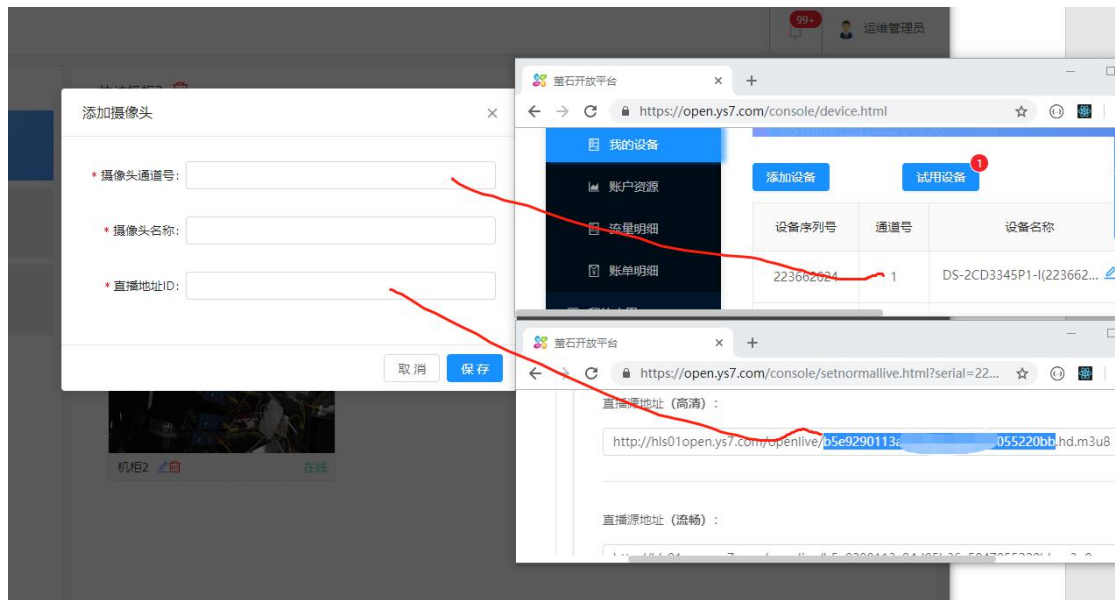 99+
运维管理员
添加摄像头
* 摄像头通道号:
* 摄像头名称:
* 直播地址ID:
取 消
保 存
机柜2
在线
萤石开放平台
https://open.ys7.com/console/device.html
我的设备
账户资源
流量明细
账单明细
添加设备
试用设备
1
设备序列号 通道号 设备名称
223662024 1 DS-2CD3345P1-I(223662...
萤石开放平台
https://open.ys7.com/console/setnormallive.html?serial=22...
直播源地址（高清）:
http://hls01open.ys7.com/openlive/b5e9290113a 055220bb.hd.m3u8
直播源地址（流畅）: